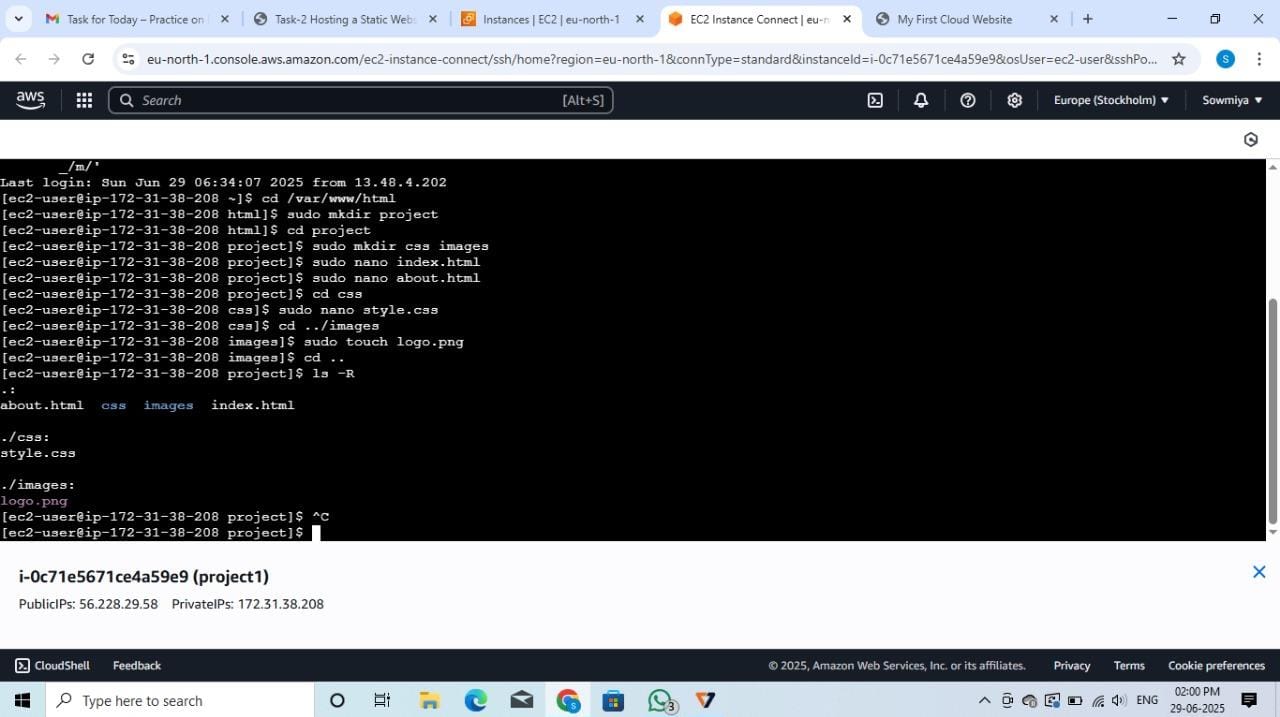 Task for Today – Practice on
Task-2 Hosting a Static Webs
Instances | EC2 | eu-north-1
EC2 Instance Connect | eu-n
My First Cloud Website
eu-north-1.console.aws.amazon.com/ec2-instance-connect/ssh/home?region=eu-north-1&connType=standard&instanceId=i-0c71e5671ce4a59e9&osUser=ec2-user&sshPo...
S
aws
Search
[Alt+S]
Europe (Stockholm)
Sowmiya
_/m/'
Last login: Sun Jun 29 06:34:07 2025 from 13.48.4.202
[ec2-user@ip-172-31-38-208 ~]$ cd /var/www/html
[ec2-user@ip-172-31-38-208 html]$ sudo mkdir project
[ec2-user@ip-172-31-38-208 html]$ cd project
[ec2-user@ip-172-31-38-208 project]$ sudo mkdir css images
[ec2-user@ip-172-31-38-208 project]$ sudo nano index.html
[ec2-user@ip-172-31-38-208 project]$ sudo nano about.html
[ec2-user@ip-172-31-38-208 project]$ cd css
[ec2-user@ip-172-31-38-208 css]$ sudo nano style.css
[ec2-user@ip-172-31-38-208 css]$ cd ../images
[ec2-user@ip-172-31-38-208 images]$ sudo touch logo.png
[ec2-user@ip-172-31-38-208 images]$ cd ..
[ec2-user@ip-172-31-38-208 project]$ ls -R
.:
about.html  css  images  index.html
./css:
style.css
./images:
logo.png
[ec2-user@ip-172-31-38-208 project]$ ^C
[ec2-user@ip-172-31-38-208 project]$
i-0c71e5671ce4a59e9 (project1)
PublicIPs: 56.228.29.58 PrivateIPs: 172.31.38.208
CloudShell Feedback
© 2025, Amazon Web Services, Inc. or its affiliates. Privacy Terms Cookie preferences
Type here to search
S
3
ENG
02:00 PM
29-06-2025